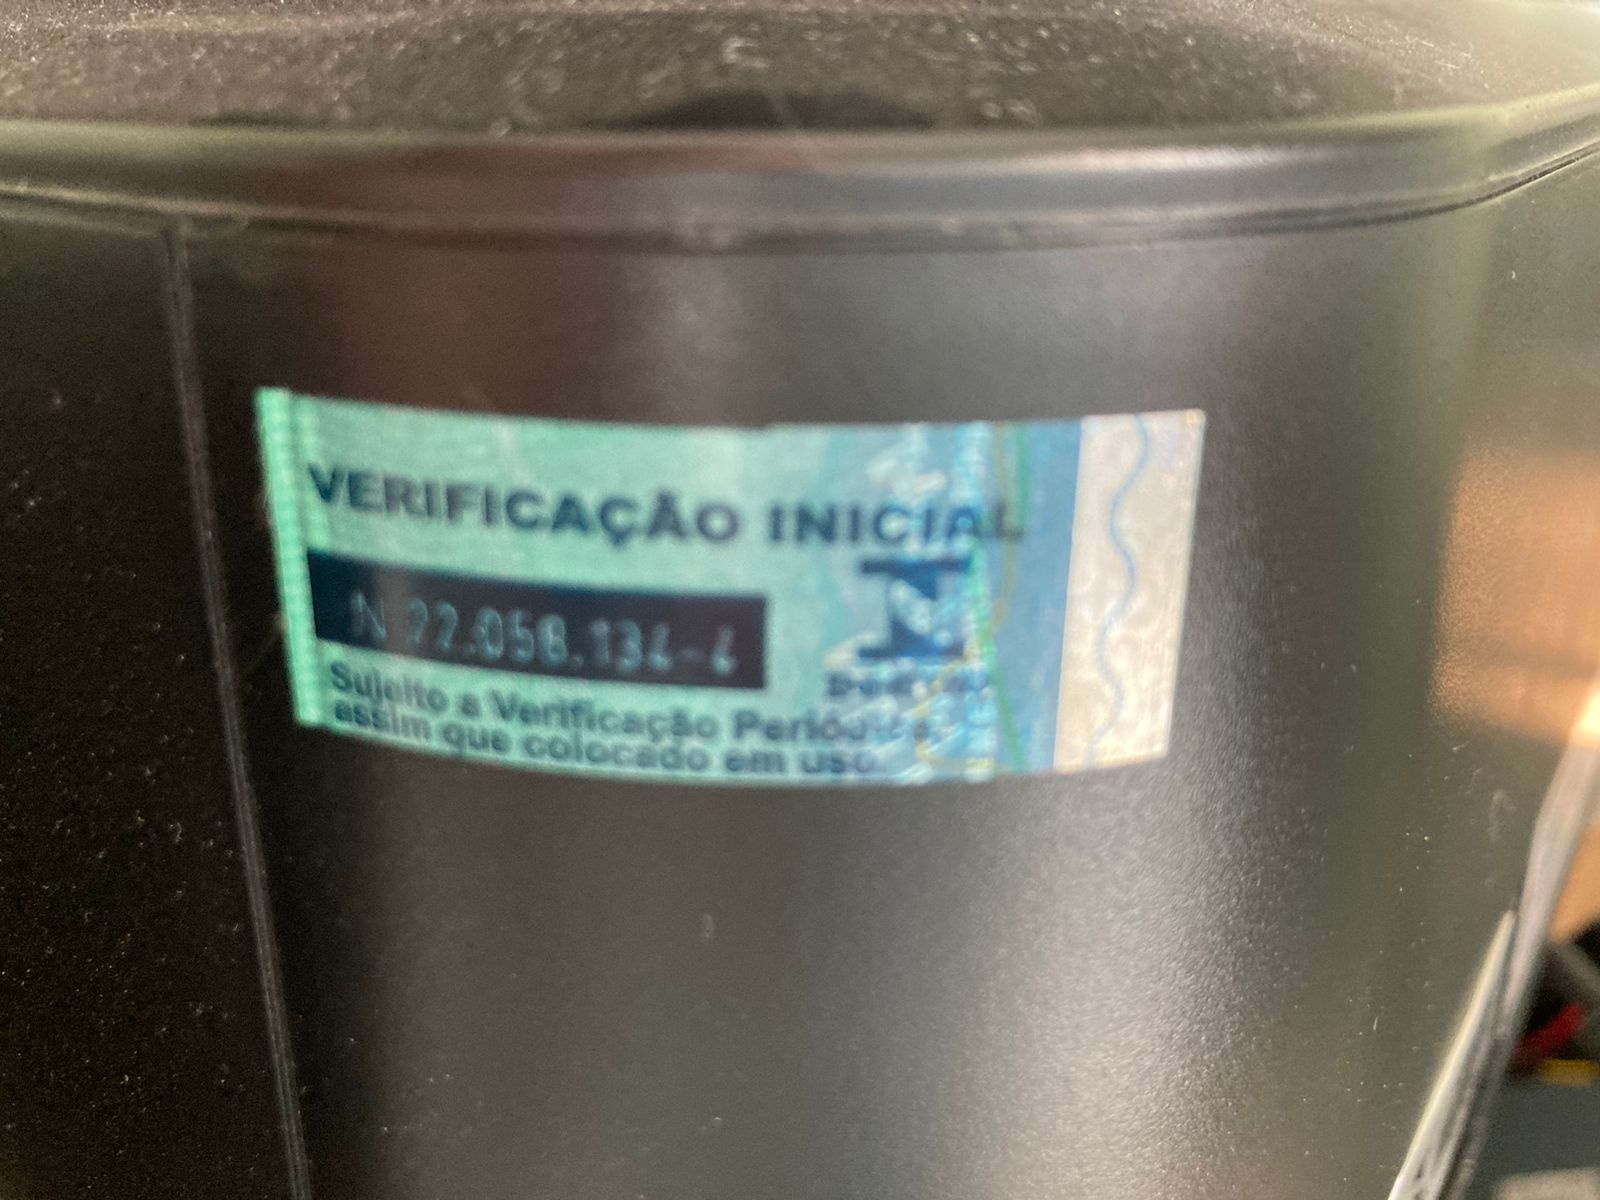 VERIFICAÇÃO INICIAL
N 22.058.134-4
Sujeito a Verificação Periódica,
assim que colocado em uso.